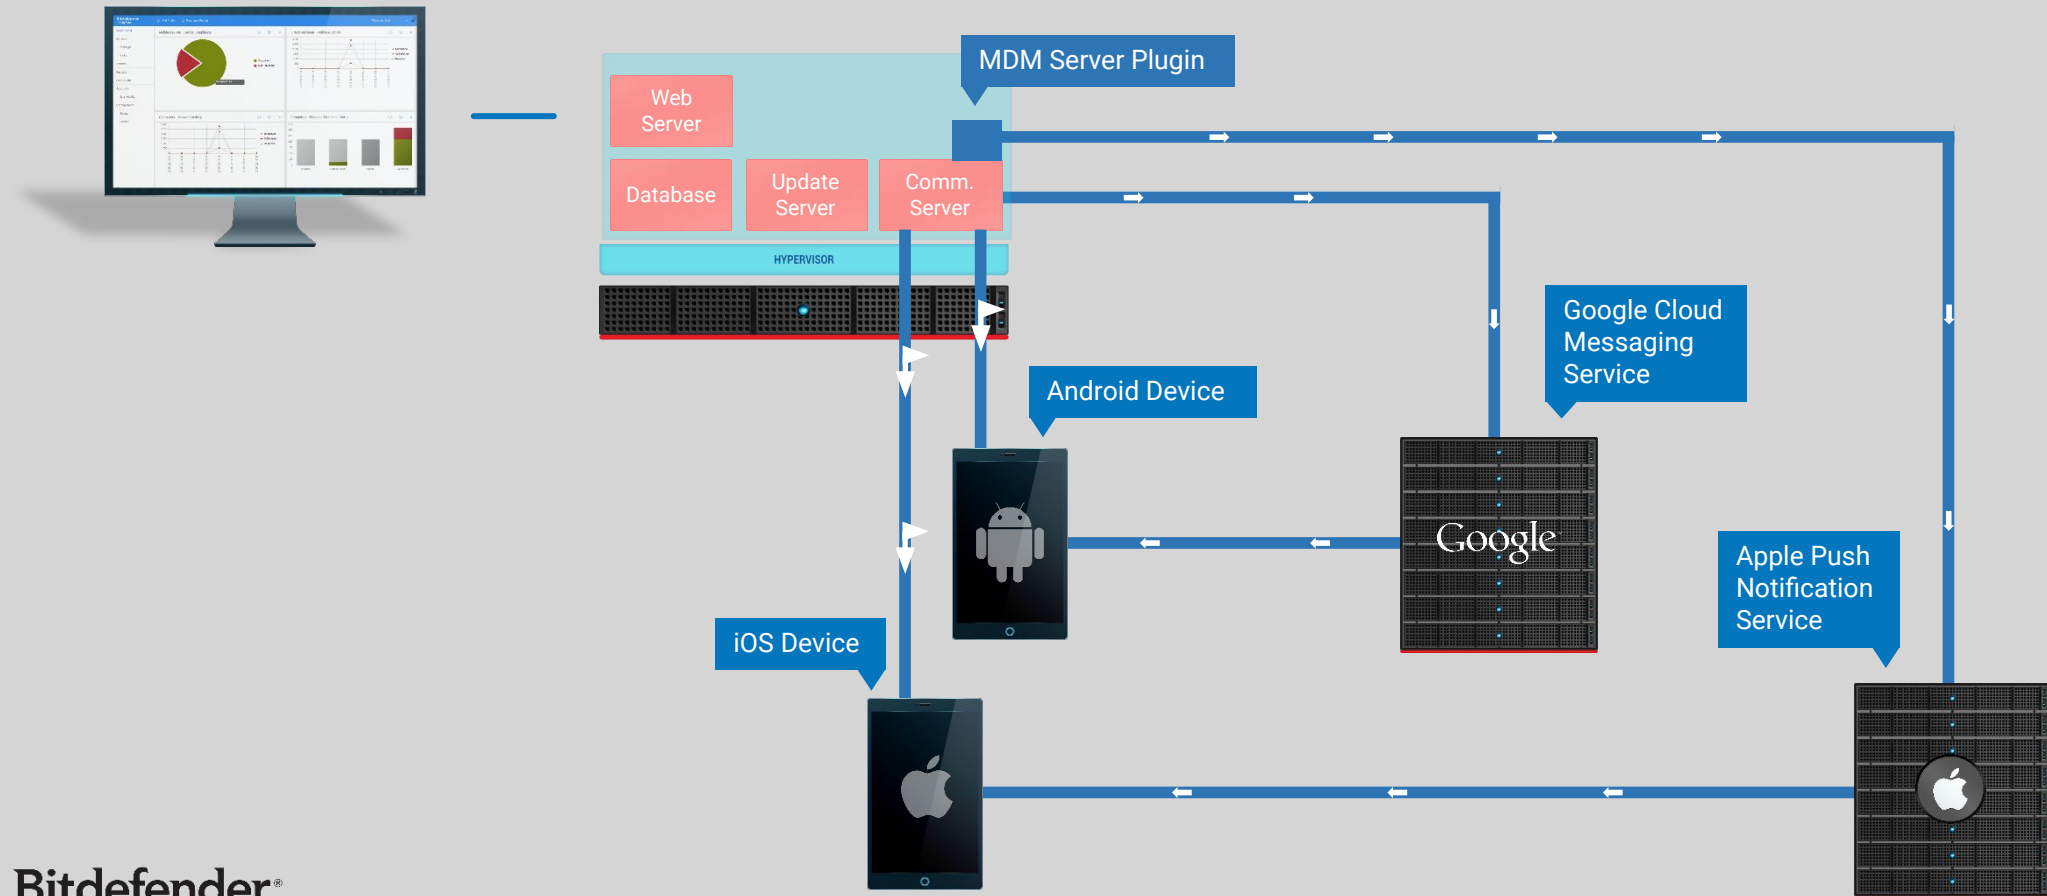 MDM Server Plugin
Web
Server
Database
Update
Server
Comm.
Server
HYPERVISOR
Google Cloud
Messaging
Service
Android Device
Google
Apple Push
Notification
Service
iOS Device
Bitdefender®